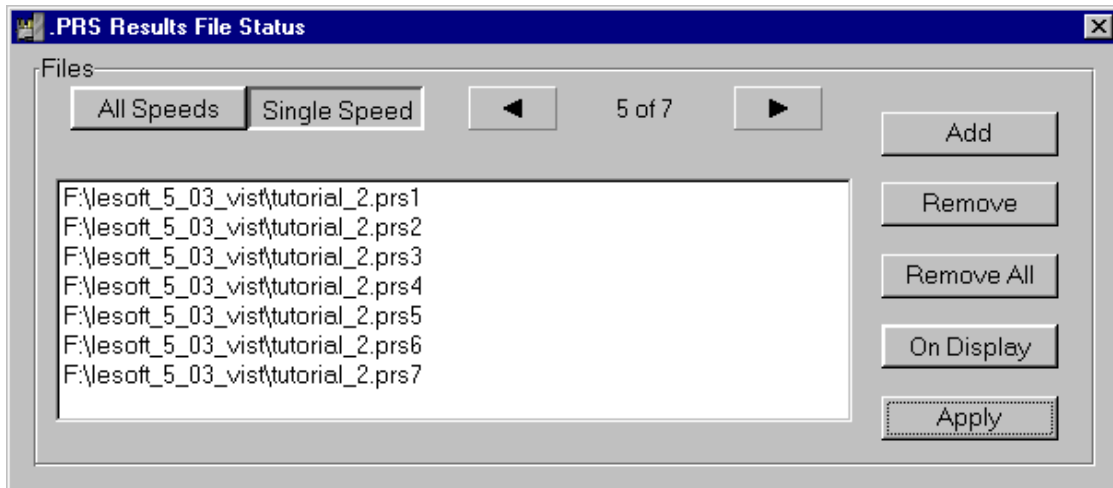 .PRS Results File Status
Files
All Speeds Single Speed 5 of 7
Add
F:\lesoft_5_03_vist\tutorial_2.prs1
F:\lesoft_5_03_vist\tutorial_2.prs2
F:\lesoft_5_03_vist\tutorial_2.prs3
F:\lesoft_5_03_vist\tutorial_2.prs4
F:\lesoft_5_03_vist\tutorial_2.prs5
F:\lesoft_5_03_vist\tutorial_2.prs6
F:\lesoft_5_03_vist\tutorial_2.prs7
Remove
Remove All
On Display
Apply